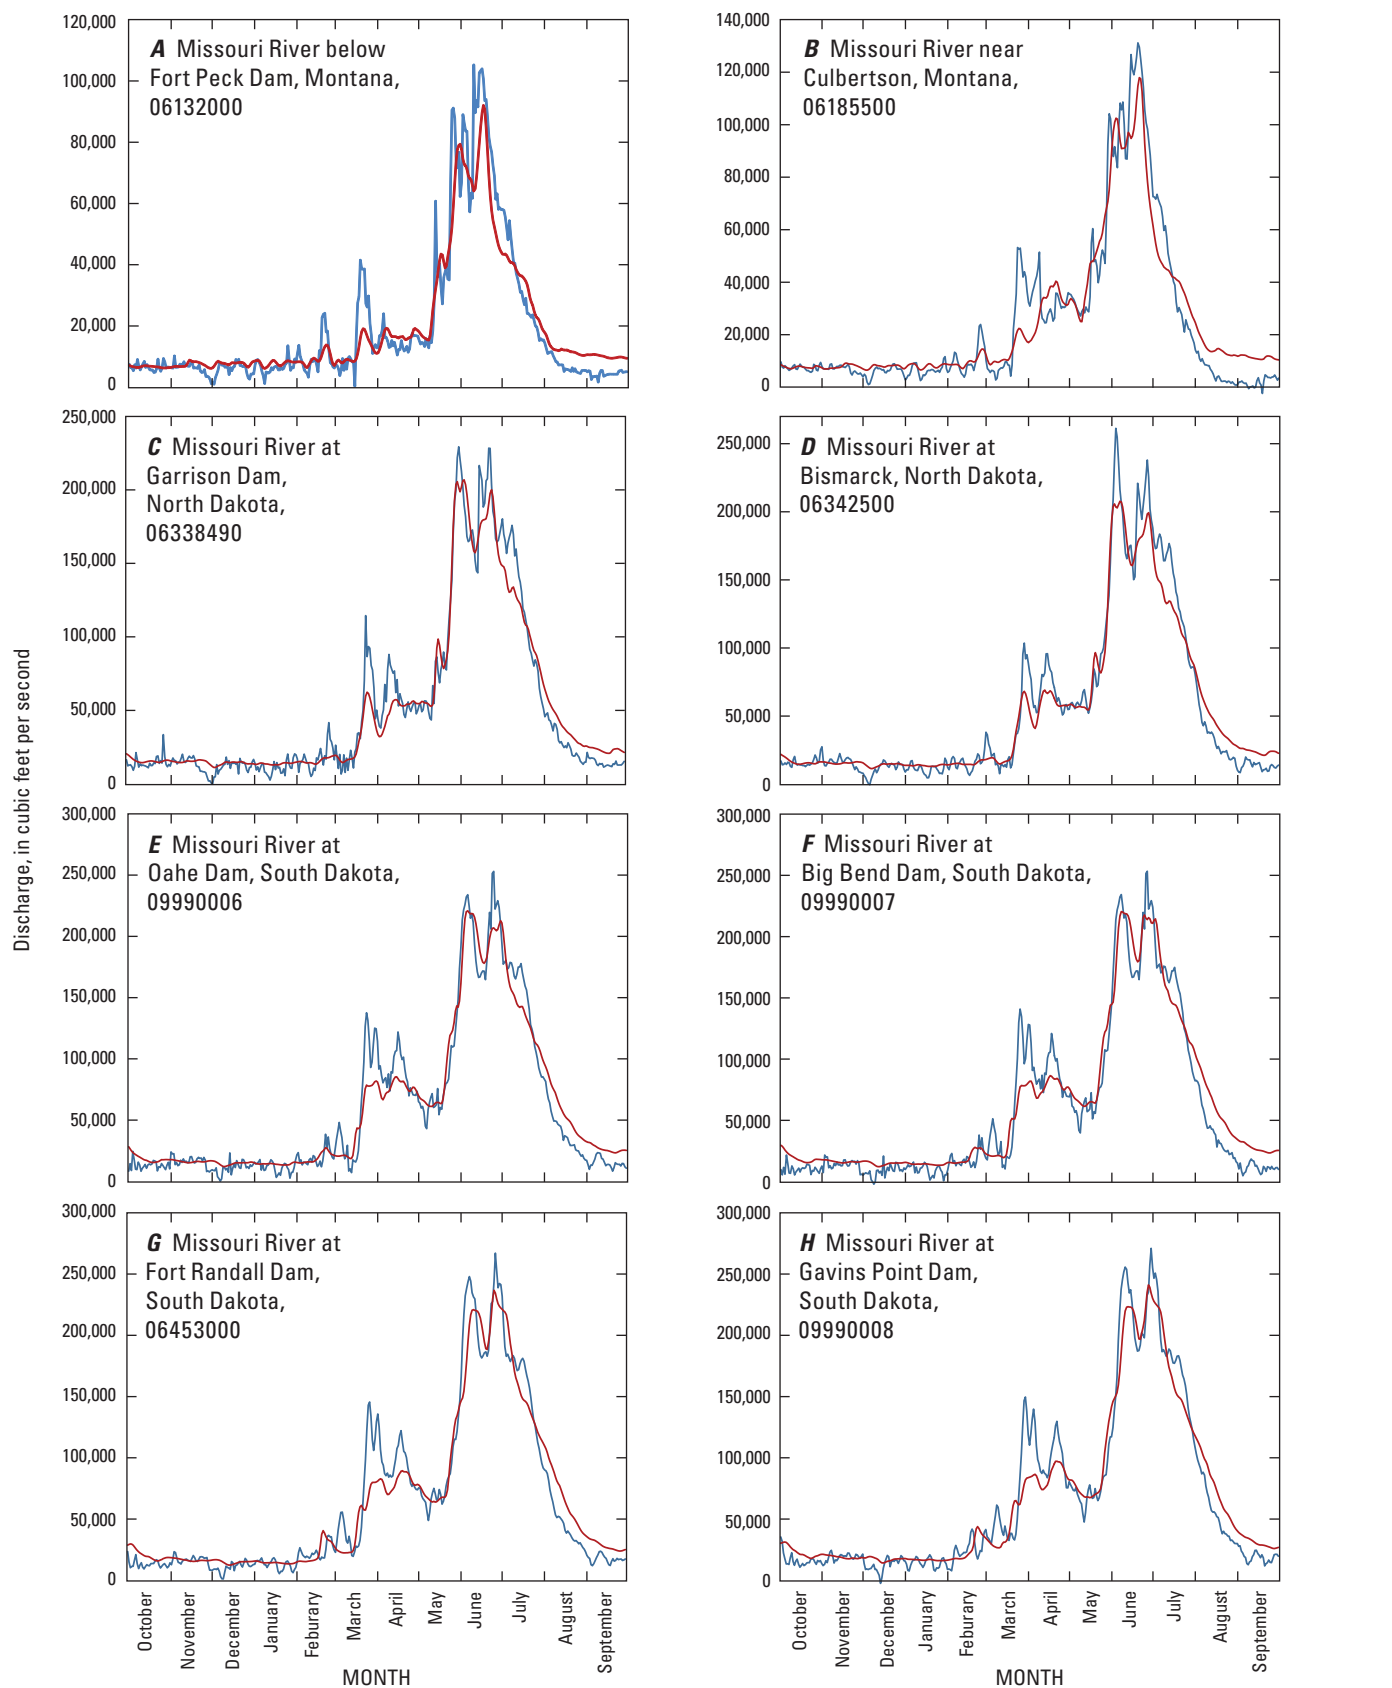 120,000
100,000
80,000
60,000
40,000
20,000
0
A Missouri River below
Fort Peck Dam, Montana,
06132000
140,000
120,000
100,000
80,000
60,000
40,000
20,000
0
B Missouri River near
Culbertson, Montana,
06185500
250,000
200,000
150,000
100,000
50,000
0
C Missouri River at
Garrison Dam,
North Dakota,
06338490
250,000
200,000
150,000
100,000
50,000
0
D Missouri River at
Bismarck, North Dakota,
06342500
Discharge, in cubic feet per second
300,000
250,000
200,000
150,000
100,000
50,000
0
E Missouri River at
Oahe Dam, South Dakota,
09990006
300,000
250,000
200,000
150,000
100,000
50,000
0
F Missouri River at
Big Bend Dam, South Dakota,
09990007
300,000
250,000
200,000
150,000
100,000
50,000
0
G Missouri River at
Fort Randall Dam,
South Dakota,
06453000
October
November
December
January
Feburary
March
April
May
June
July
August
September
MONTH
300,000
250,000
200,000
150,000
100,000
50,000
0
H Missouri River at
Gavins Point Dam,
South Dakota,
09990008
October
November
December
January
Feburary
March
April
May
June
July
August
September
MONTH